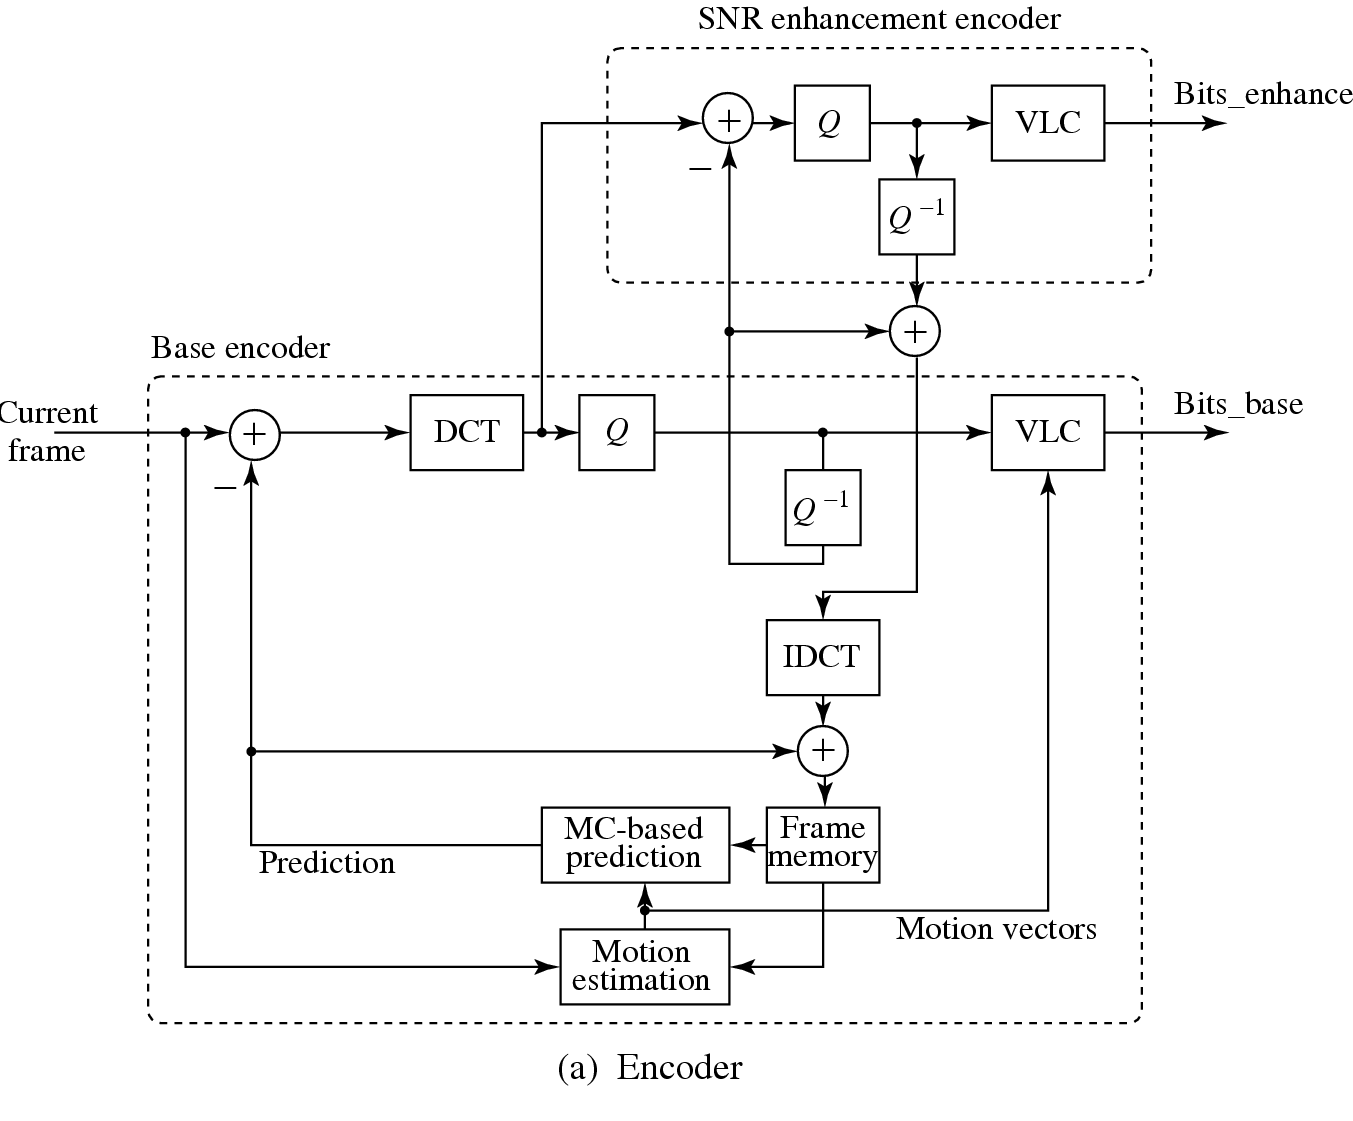 SNR enhancement encoder
Bits_enhance
+
Q
VLC
−
Q −1
+
Base encoder
Current
frame
+
DCT
Q
VLC
Bits_base
−
Q −1
IDCT
+
MC-based
prediction
Frame
memory
Prediction
Motion vectors
Motion
estimation
(a) Encoder